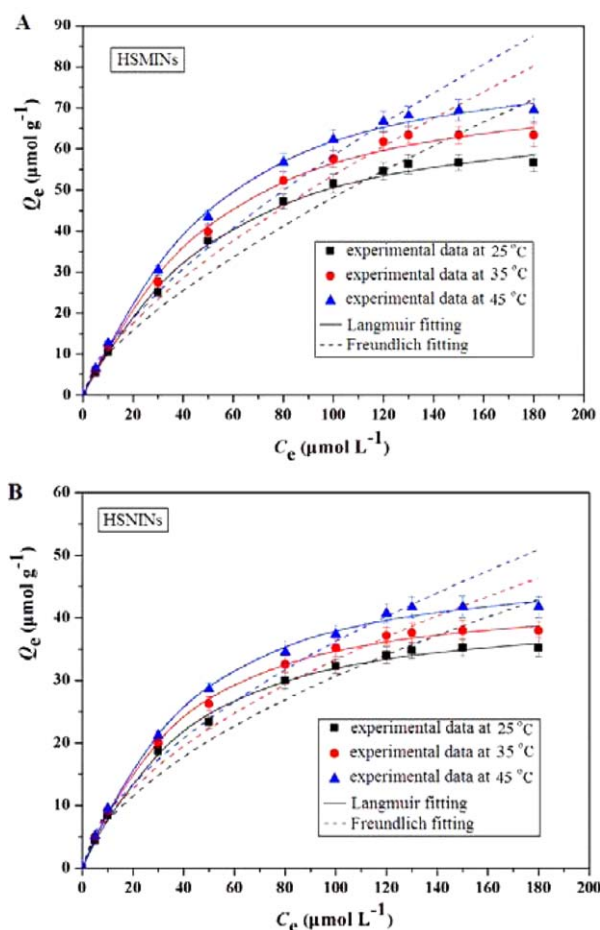 A
HSMINs
90
80
70
60
50
40
30
20
10
0
Qe (µmol g-1)
experimental data at 25 °C
experimental data at 35 °C
experimental data at 45 °C
Langmuir fitting
Freundlich fitting
0 20 40 60 80 100 120 140 160 180 200
Ce (µmol L-1)
B
HSNINs
60
50
40
30
20
10
0
Qe (µmol g-1)
experimental data at 25 °C
experimental data at 35 °C
experimental data at 45 °C
Langmuir fitting
Freundlich fitting
0 20 40 60 80 100 120 140 160 180 200
Ce (µmol L-1)